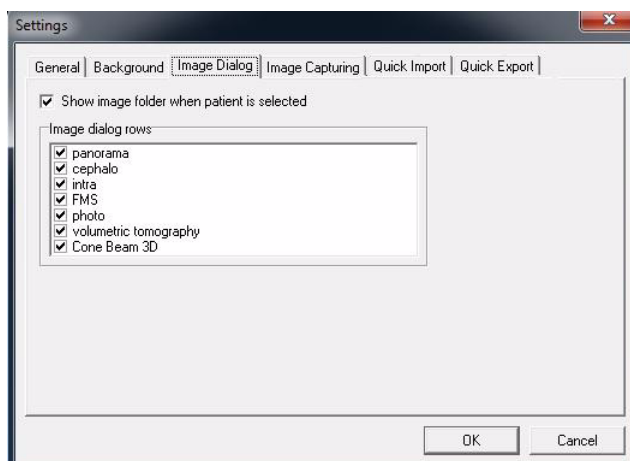 Settings
General Background Image Dialog Image Capturing Quick Import Quick Export
Show image folder when patient is selected
Image dialog rows
panorama
cephalo
intra
FMS
photo
volumetric tomography
Cone Beam 3D
OK Cancel